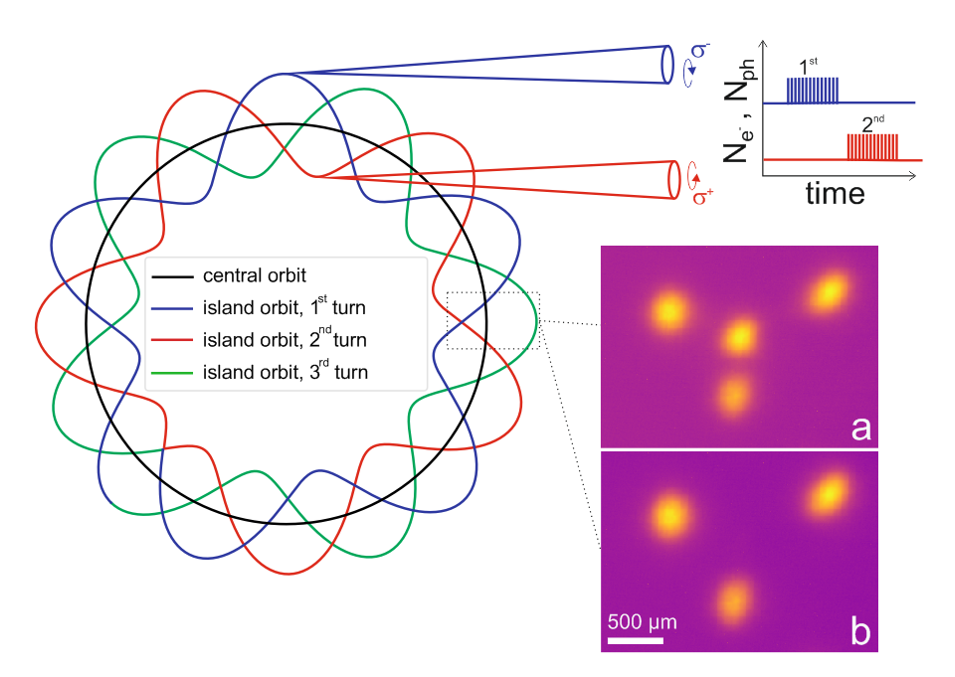 σ-
σ+
Ne- , Nph
1st
2nd
time
central orbit
island orbit, 1st turn
island orbit, 2nd turn
island orbit, 3rd turn
a
500 µm
b